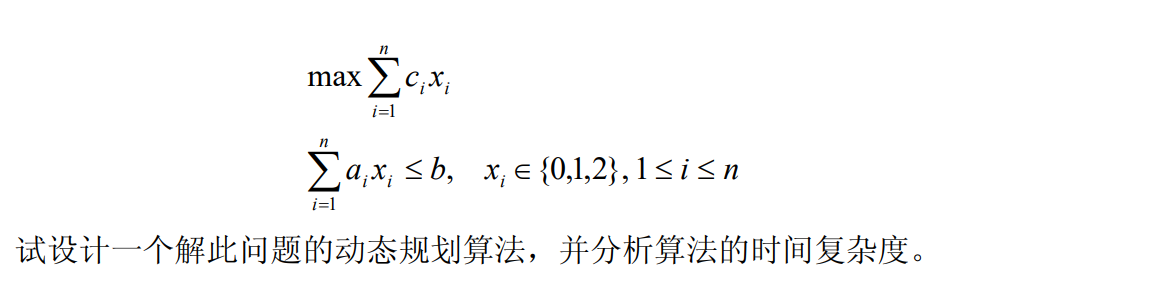 max ∑_{i=1}^{n} c_i x_i
∑_{i=1}^{n} a_i x_i ≤ b, x_i ∈ {0,1,2}, 1 ≤ i ≤ n
试设计一个解此问题的动态规划算法，并分析算法的时间复杂度。